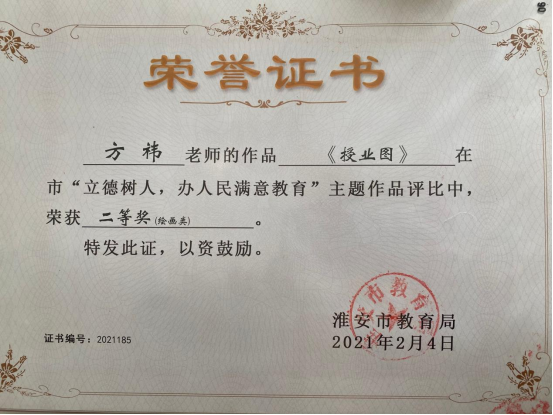 荣誉证书
方祎老师的作品《授业图》在
市“立德树人，办人民满意教育”主题作品评比中，
荣获 二等奖(绘画类)。
特发此证，以资鼓励。
淮安市教育局
证书编号：2021185
2021年2月4日